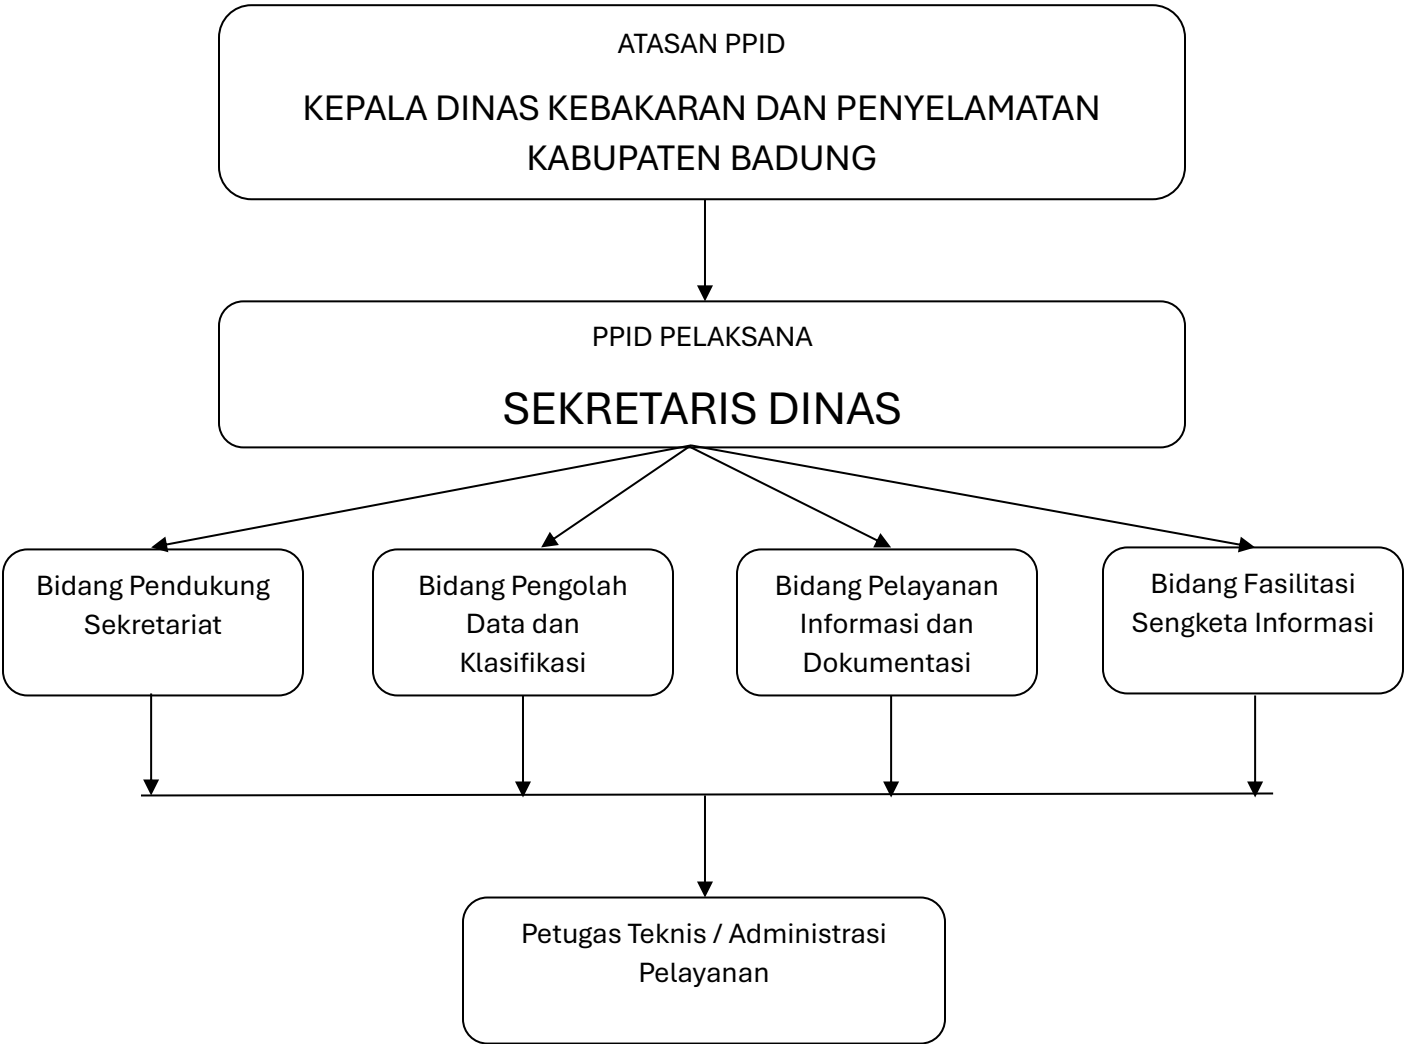 ATASAN PPID
KEPALA DINAS KEBAKARAN DAN PENYELAMATAN
KABUPATEN BADUNG
PPID PELAKSANA
SEKRETARIS DINAS
Bidang Pendukung
Sekretariat
Bidang Pengolah
Data dan
Klasifikasi
Bidang Pelayanan
Informasi dan
Dokumentasi
Bidang Fasilitasi
Sengketa Informasi
Petugas Teknis / Administrasi
Pelayanan